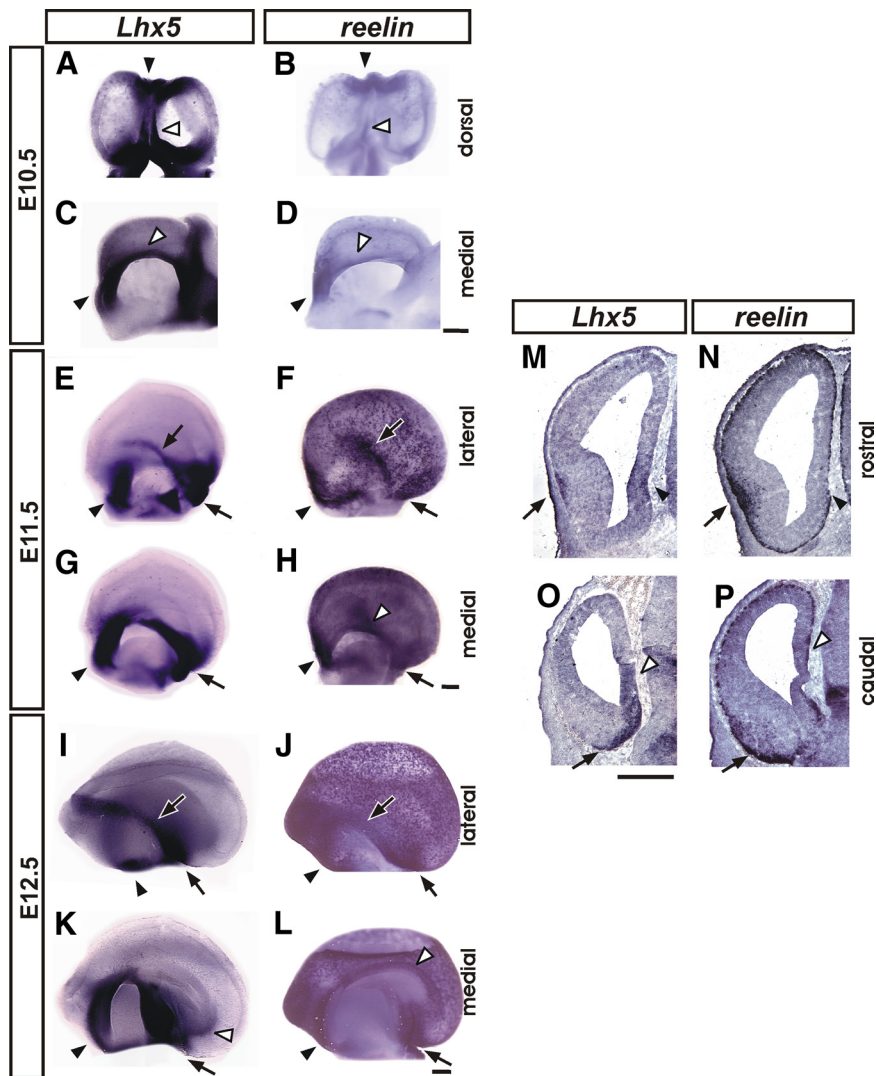 Lhx5 reelin
A B dorsal
E10.5
C D medial
E F lateral
E11.5
G H medial
I J lateral
E12.5
K L medial
Lhx5 reelin
M N rostral
O P caudal